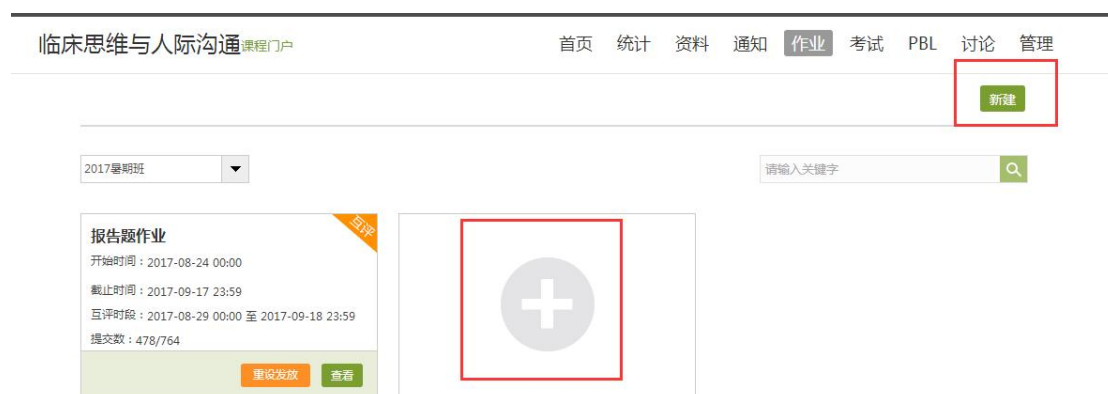 临床思维与人际沟通课程门户 首页 统计 资料 通知 作业 考试 PBL 讨论 管理
新建
2017暑期班 请输入关键字
互评
报告题作业
开始时间：2017-08-24 00:00
截止时间：2017-09-17 23:59
互评时段：2017-08-29 00:00 至 2017-09-18 23:59
提交数：478/764
重设发放 查看